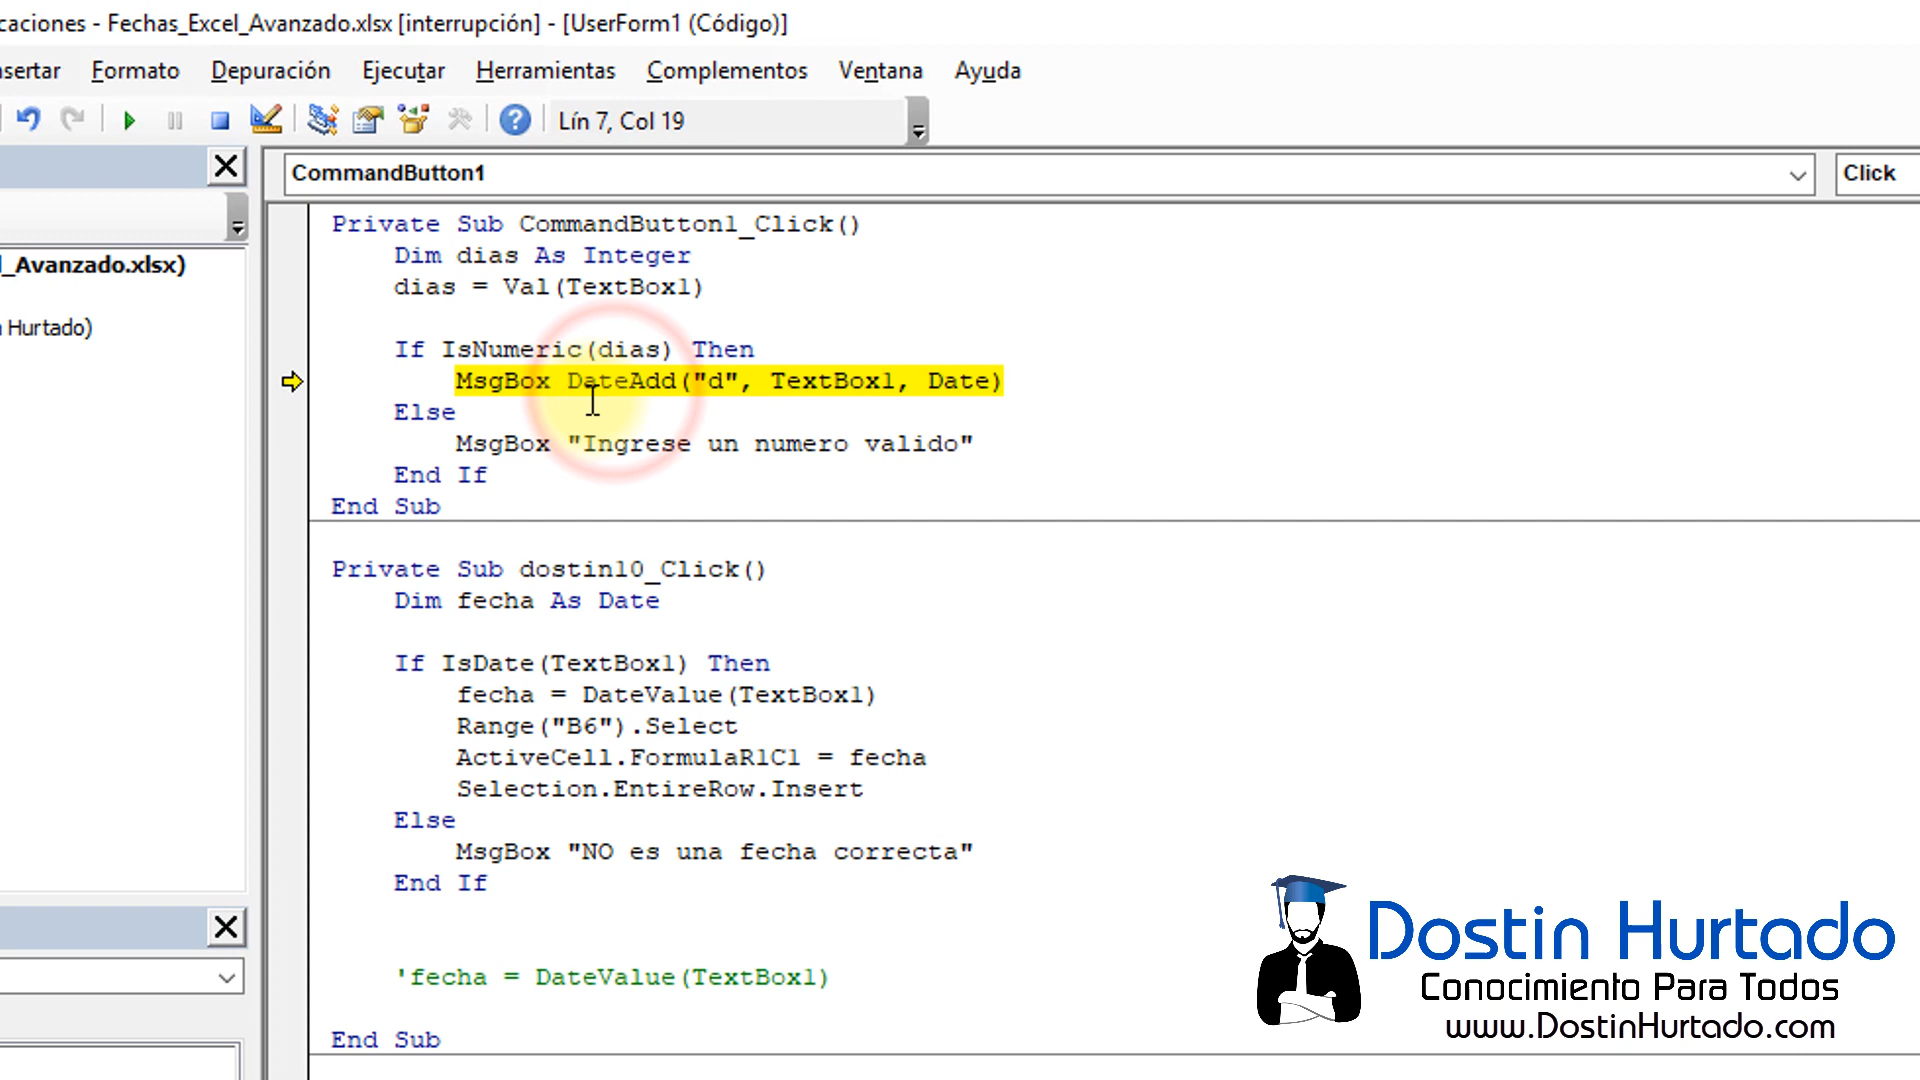 caciones - Fechas_Excel_Avanzado.xlsx [interrupción] - [UserForm1 (Código)]
nsertar Formato Depuración Ejecutar Herramientas Complementos Ventana Ayuda
Lín 7, Col 19
CommandButton1 Click
Private Sub CommandButton1_Click()
Dim dias As Integer
dias = Val(TextBox1)
If IsNumeric(dias) Then
MsgBox DateAdd("d", TextBox1, Date)
Else
MsgBox "Ingrese un numero valido"
End If
End Sub
_Avanzado.xlsx)
Hurtado)
Private Sub dostin10_Click()
Dim fecha As Date
If IsDate(TextBox1) Then
fecha = DateValue(TextBox1)
Range("B6").Select
ActiveCell.FormulaR1C1 = fecha
Selection.EntireRow.Insert
Else
MsgBox "NO es una fecha correcta"
End If
'fecha = DateValue(TextBox1)
End Sub
Dostin Hurtado
Conocimiento Para Todos
www.DostinHurtado.com